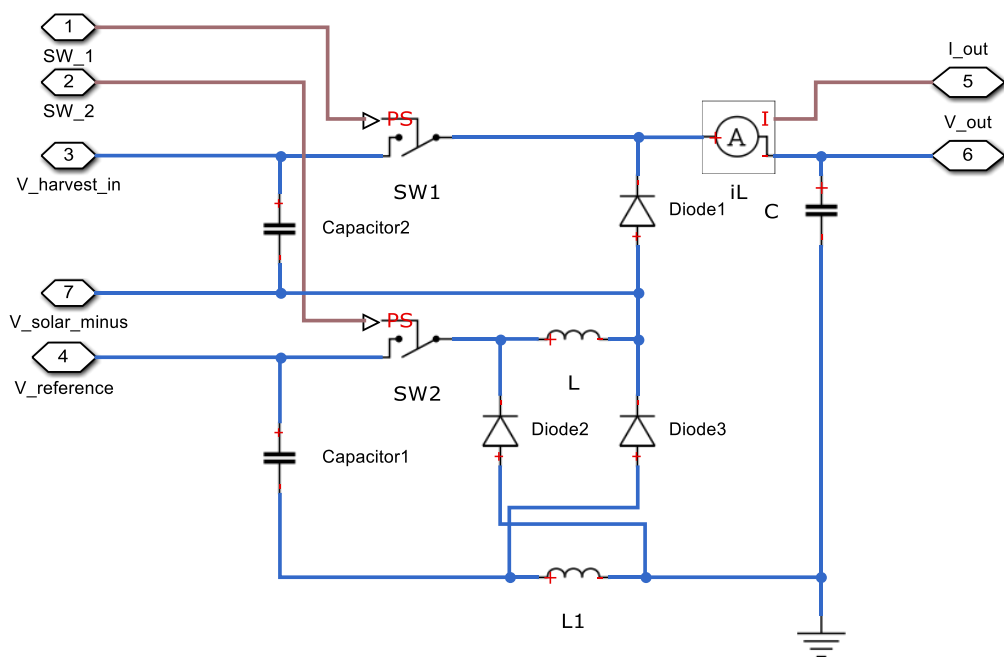 1
SW_1
2
SW_2
I_out
5
V_out
6
PS
I
+
A
-
3
V_harvest_in
SW1
iL
C
+
-
+
-
Capacitor2
-
Diode1
+
7
V_solar_minus
PS
4
V_reference
SW2
+
-
L
+
-
Capacitor1
-
Diode2
+
-
Diode3
+
+
-
L1